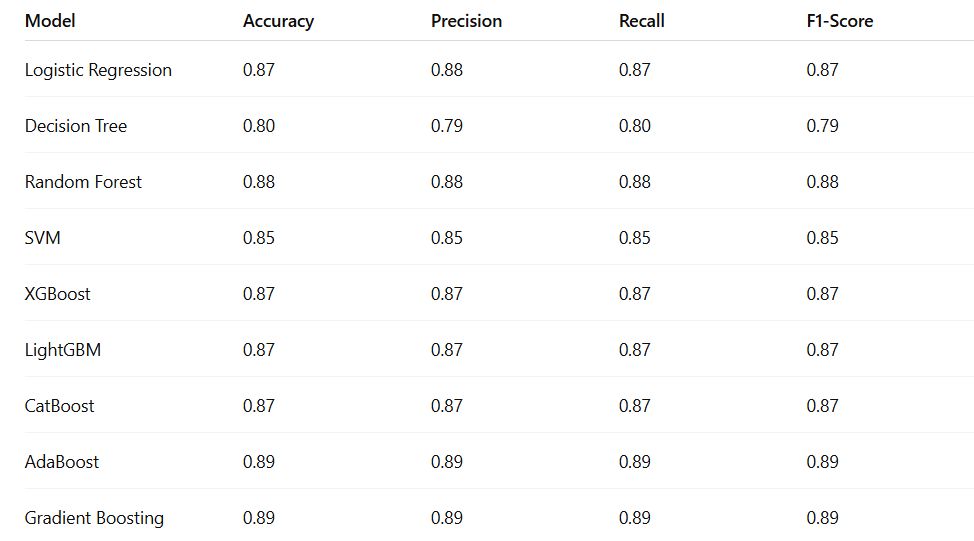 Model Accuracy Precision Recall F1-Score
Logistic Regression 0.87 0.88 0.87 0.87
Decision Tree 0.80 0.79 0.80 0.79
Random Forest 0.88 0.88 0.88 0.88
SVM 0.85 0.85 0.85 0.85
XGBoost 0.87 0.87 0.87 0.87
LightGBM 0.87 0.87 0.87 0.87
CatBoost 0.87 0.87 0.87 0.87
AdaBoost 0.89 0.89 0.89 0.89
Gradient Boosting 0.89 0.89 0.89 0.89